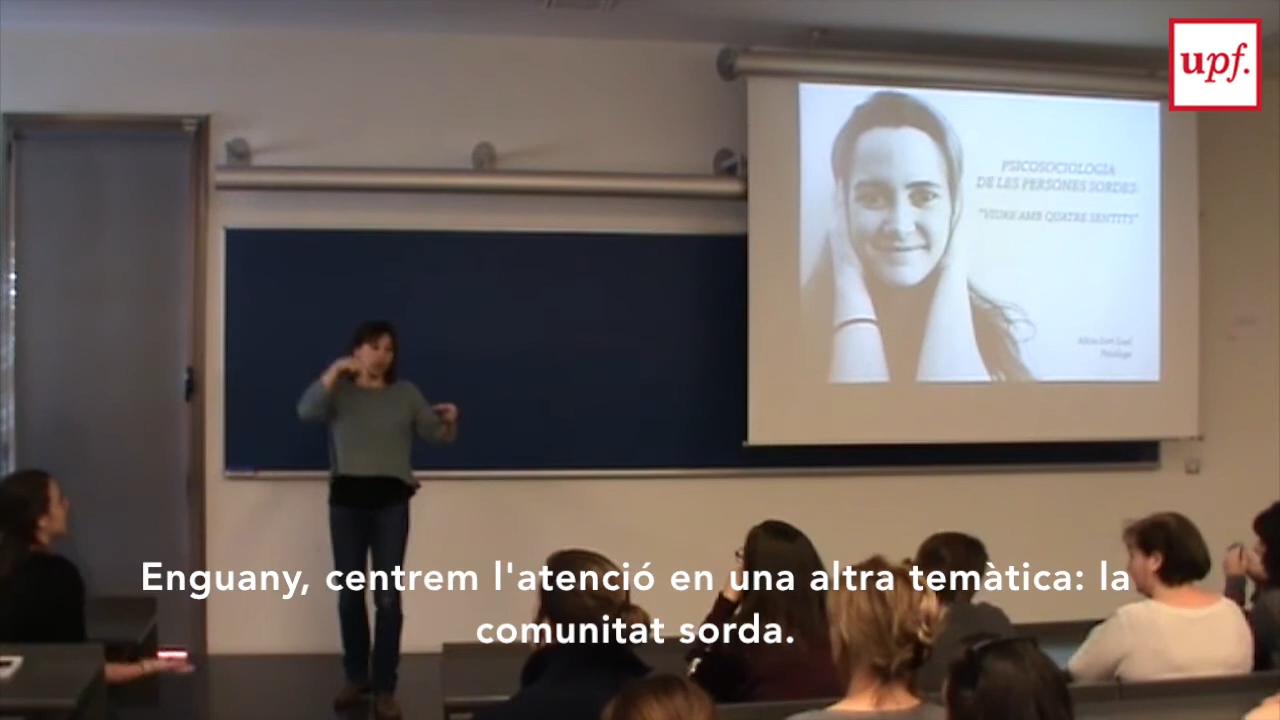 upf.
PSICOSOCIOLOGIA
DE LES PERSONES SORDES:
"VIURE AMB QUATRE SENTITS"
Psicòloga
Enguany, centrem l'atenció en una altra temàtica: la
comunitat sorda.